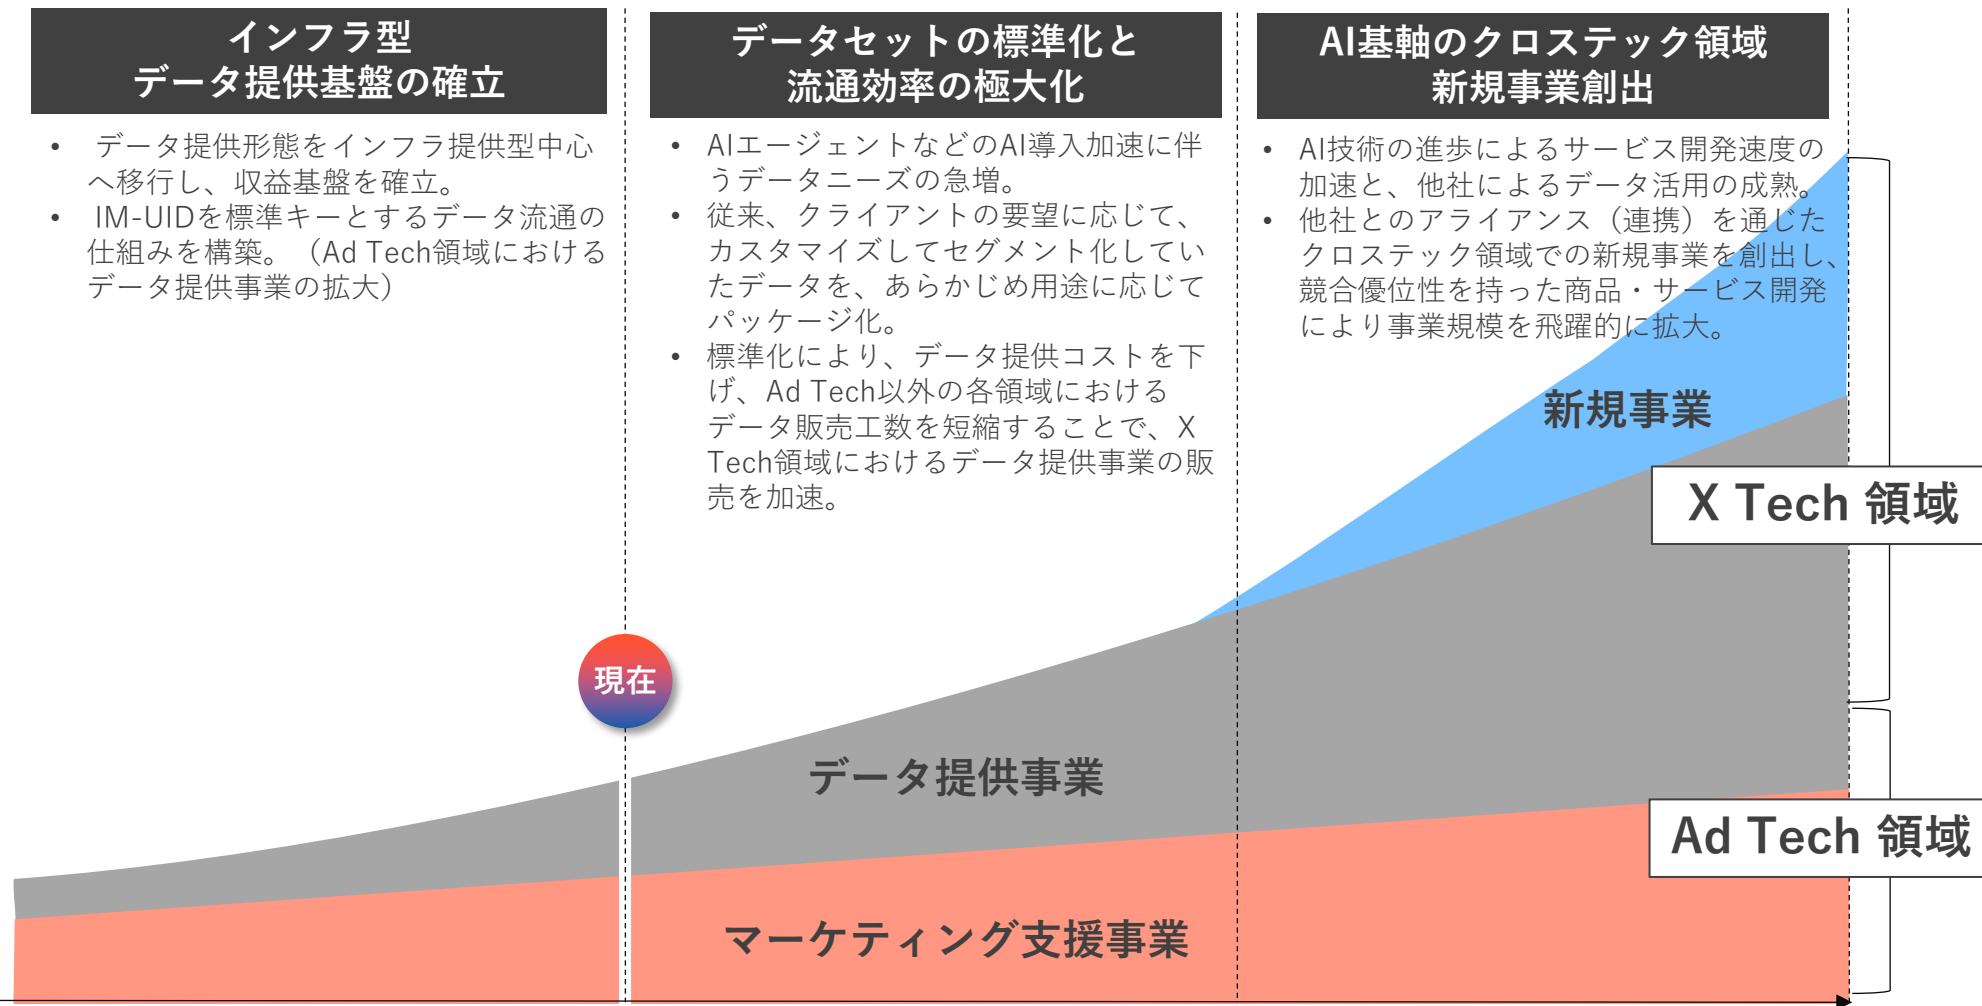 インフラ型
データ提供基盤の確立
• データ提供形態をインフラ提供型中心
へ移行し、収益基盤を確立。
• IM-UIDを標準キーとするデータ流通の
仕組みを構築。（Ad Tech領域における
データ提供事業の拡大）
データセットの標準化と
流通効率の極大化
• AIエージェントなどのAI導入加速に伴
うデータニーズの急増。
• 従来、クライアントの要望に応じて、
カスタマイズしてセグメント化してい
たデータを、あらかじめ用途に応じて
パッケージ化。
• 標準化により、データ提供コストを下
げ、Ad Tech以外の各領域における
データ販売工数を短縮することで、X
Tech領域におけるデータ提供事業の販
売を加速。
AI基軸のクロステック領域
新規事業創出
• AI技術の進歩によるサービス開発速度の
加速と、他社によるデータ活用の成熟。
• 他社とのアライアンス（連携）を通じた
クロステック領域での新規事業を創出し、
競合優位性を持った商品・サービス開発
により事業規模を飛躍的に拡大。
新規事業
X Tech 領域
現在
データ提供事業
Ad Tech 領域
マーケティング支援事業